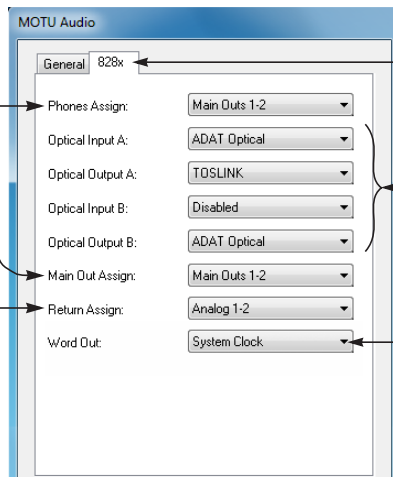 MOTU Audio
General 828x
Phones Assign: Main Outs 1-2
Optical Input A: ADAT Optical
Optical Output A: TOSLINK
Optical Input B: Disabled
Optical Output B: ADAT Optical
Main Out Assign: Main Outs 1-2
Return Assign: Analog 1-2
Word Out: System Clock